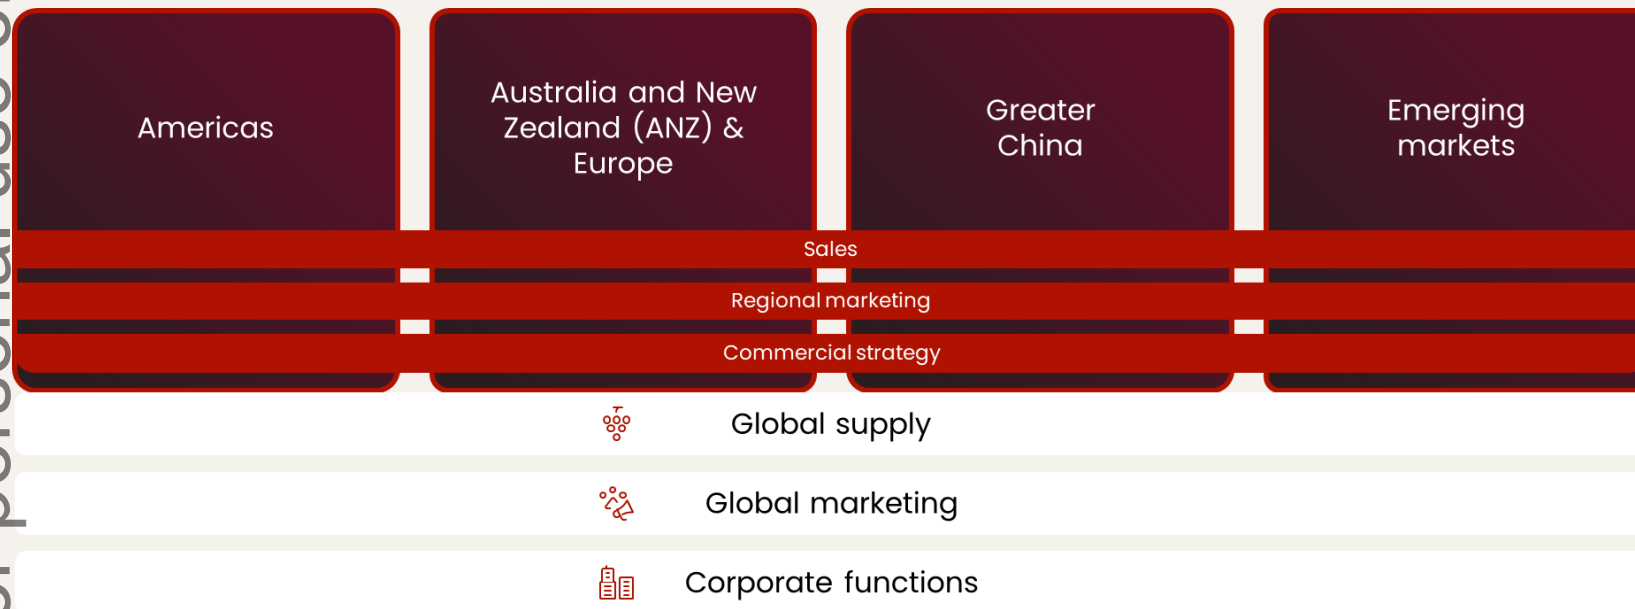 Americas
Australia and New
Zealand (ANZ) &
Europe
Greater
China
Emerging
markets
Sales
Regional marketing
Commercial strategy
Global supply
Global marketing
Corporate functions